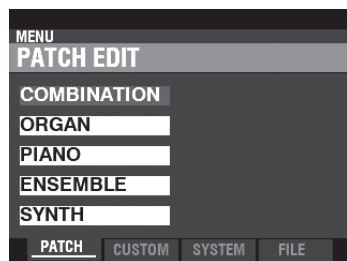 MENU
PATCH EDIT
COMBINATION
ORGAN
PIANO
ENSEMBLE
SYNTH
PATCH CUSTOM SYSTEM FILE